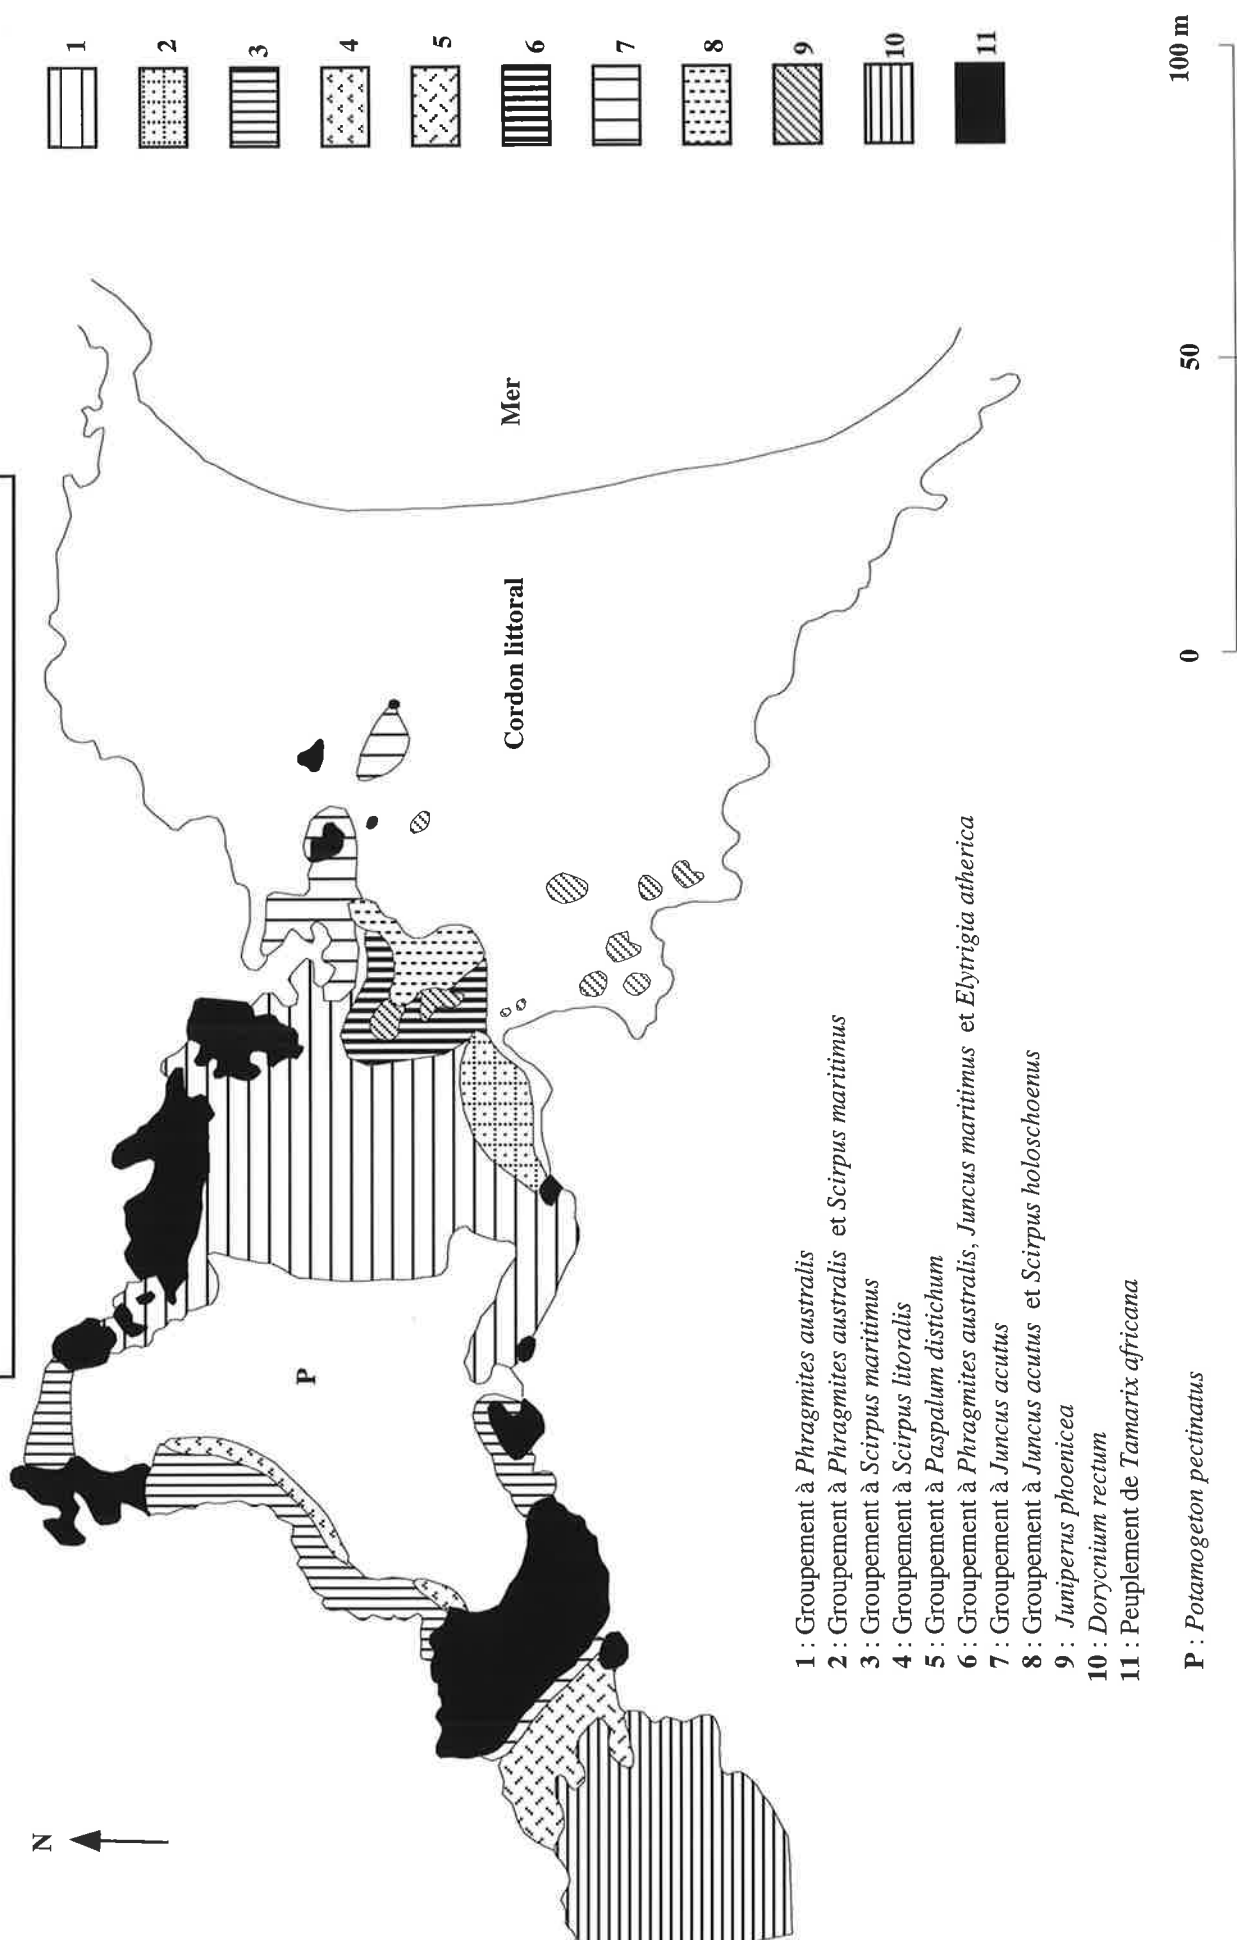 N
P
Cordon littoral
Mer
1
2
3
4
5
6
7
8
9
10
11
1 : Groupement à Phragmites australis
2 : Groupement à Phragmites australis et Scirpus maritimus
3 : Groupement à Scirpus maritimus
4 : Groupement à Scirpus litoralis
5 : Groupement à Paspalum distichum
6 : Groupement à Phragmites australis, Juncus maritimus et Elytrigia atherica
7 : Groupement à Juncus acutus
8 : Groupement à Juncus acutus et Scirpus holoschoenus
9 : Juniperus phoenicea
10 : Dorycnium rectum
11 : Peuplement de Tamarix africana
P : Potamogeton pectinatus
0 50 100 m